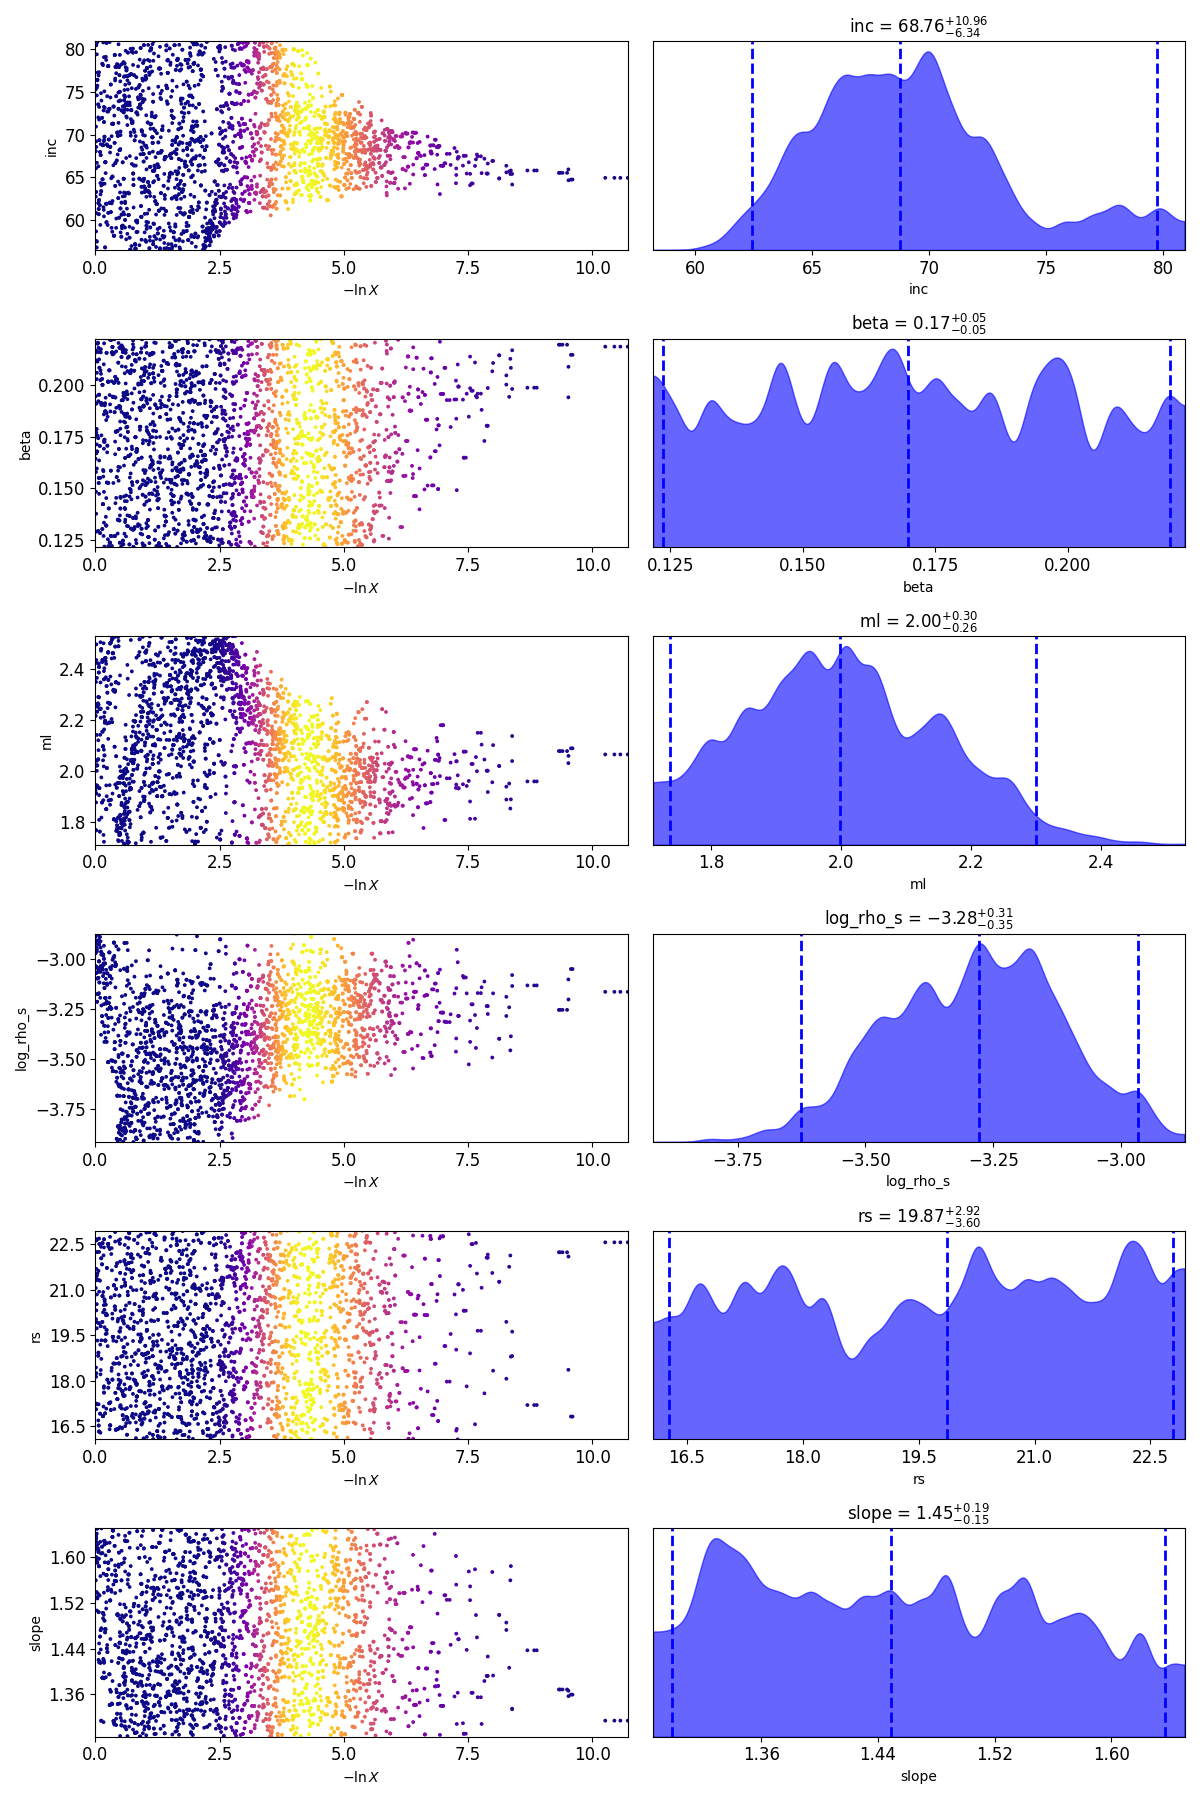 inc = 68.76$^{+10.96}_{-6.34}$
80
75
70
65
60
inc
0.0 2.5 5.0 7.5 10.0
−ln X
60 65 70 75 80
inc
beta = 0.17$^{+0.05}_{-0.05}$
0.200
0.175
0.150
0.125
beta
0.0 2.5 5.0 7.5 10.0
−ln X
0.125 0.150 0.175 0.200
beta
ml = 2.00$^{+0.30}_{-0.26}$
2.4
2.2
2.0
1.8
ml
0.0 2.5 5.0 7.5 10.0
−ln X
1.8 2.0 2.2 2.4
ml
log_rho_s = −3.28$^{+0.31}_{-0.35}$
−3.00
−3.25
−3.50
−3.75
log_rho_s
0.0 2.5 5.0 7.5 10.0
−ln X
−3.75 −3.50 −3.25 −3.00
log_rho_s
rs = 19.87$^{+2.92}_{-3.60}$
22.5
21.0
19.5
18.0
16.5
rs
0.0 2.5 5.0 7.5 10.0
−ln X
16.5 18.0 19.5 21.0 22.5
rs
slope = 1.45$^{+0.19}_{-0.15}$
1.60
1.52
1.44
1.36
slope
0.0 2.5 5.0 7.5 10.0
−ln X
1.36 1.44 1.52 1.60
slope